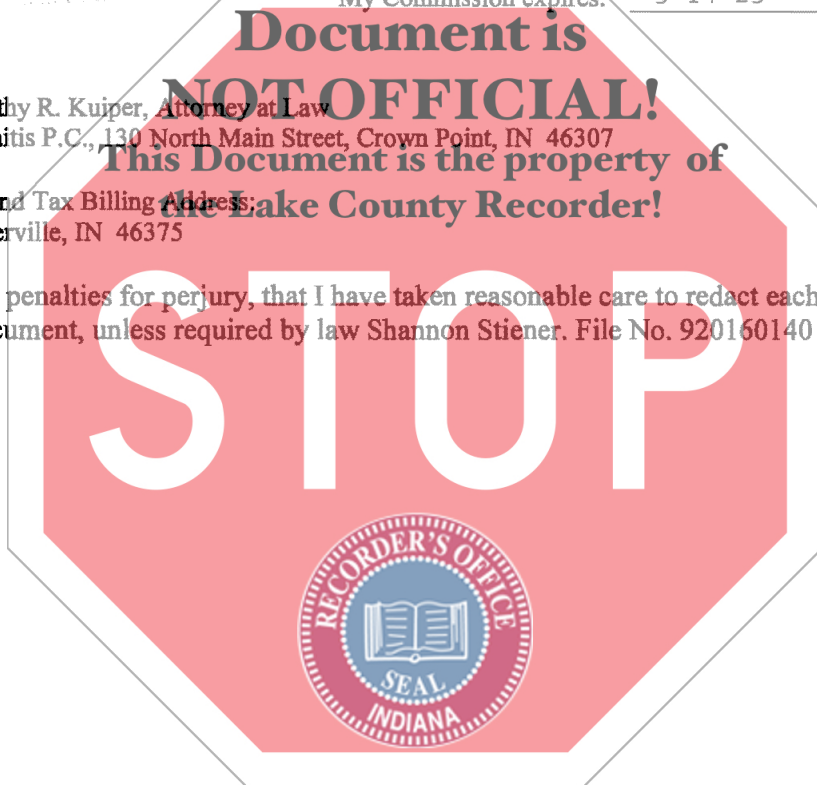 My Commission expires:
Document is
NOT OFFICIAL!
thy R. Kuiper, Attorney at Law
itis P.C., 130 North Main Street, Crown Point, IN 46307
This Document is the property of
nd Tax Billing Address:
the Lake County Recorder!
erville, IN 46375
penalties for perjury, that I have taken reasonable care to redact each
cument, unless required by law Shannon Stiener. File No. 920160140
STOP
RECORDER'S OFFICE
SEAL
INDIANA